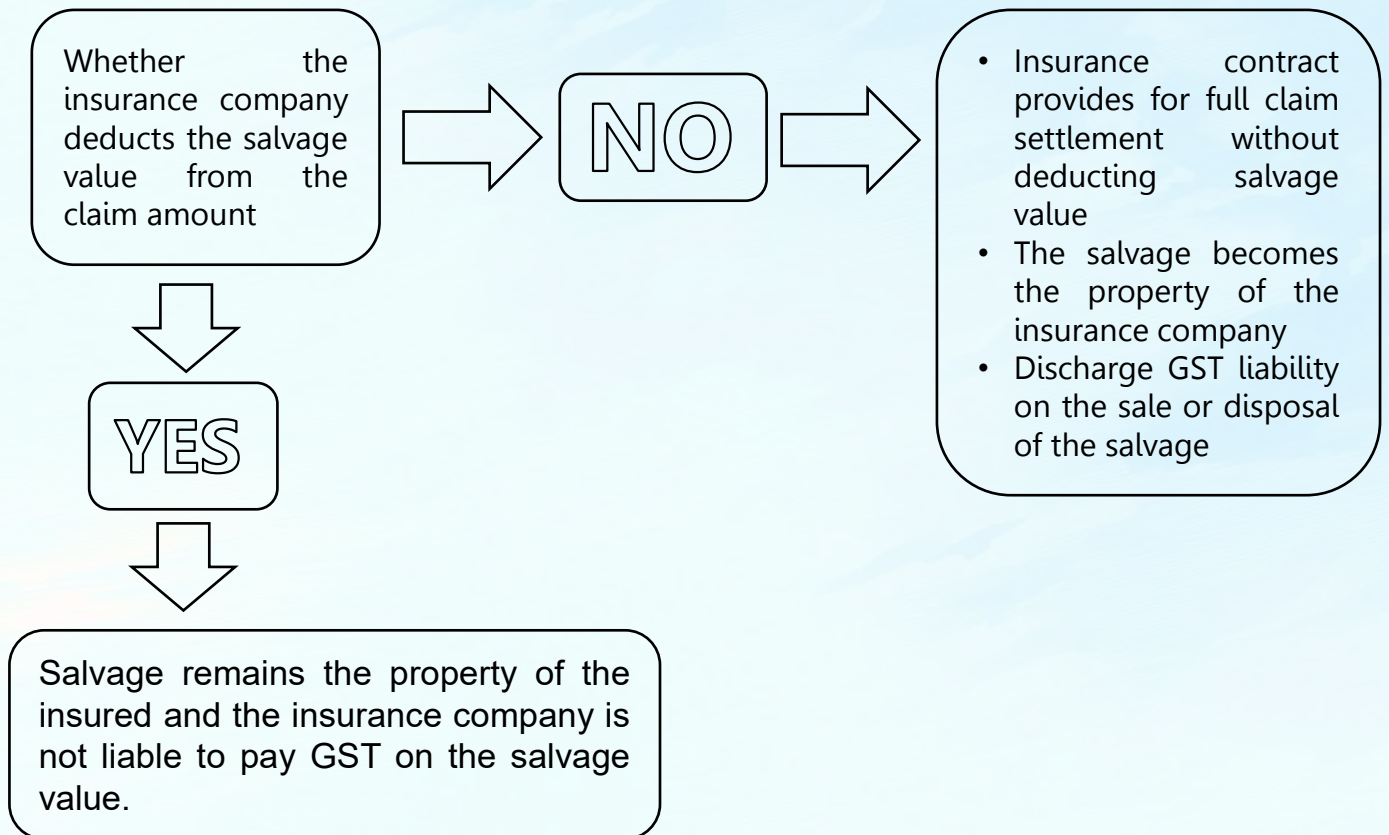 Whether the
insurance company
deducts the salvage
value from the
claim amount
NO
• Insurance contract
provides for full claim
settlement without
deducting salvage
value
• The salvage becomes
the property of the
insurance company
• Discharge GST liability
on the sale or disposal
of the salvage
YES
Salvage remains the property of the
insured and the insurance company is
not liable to pay GST on the salvage
value.